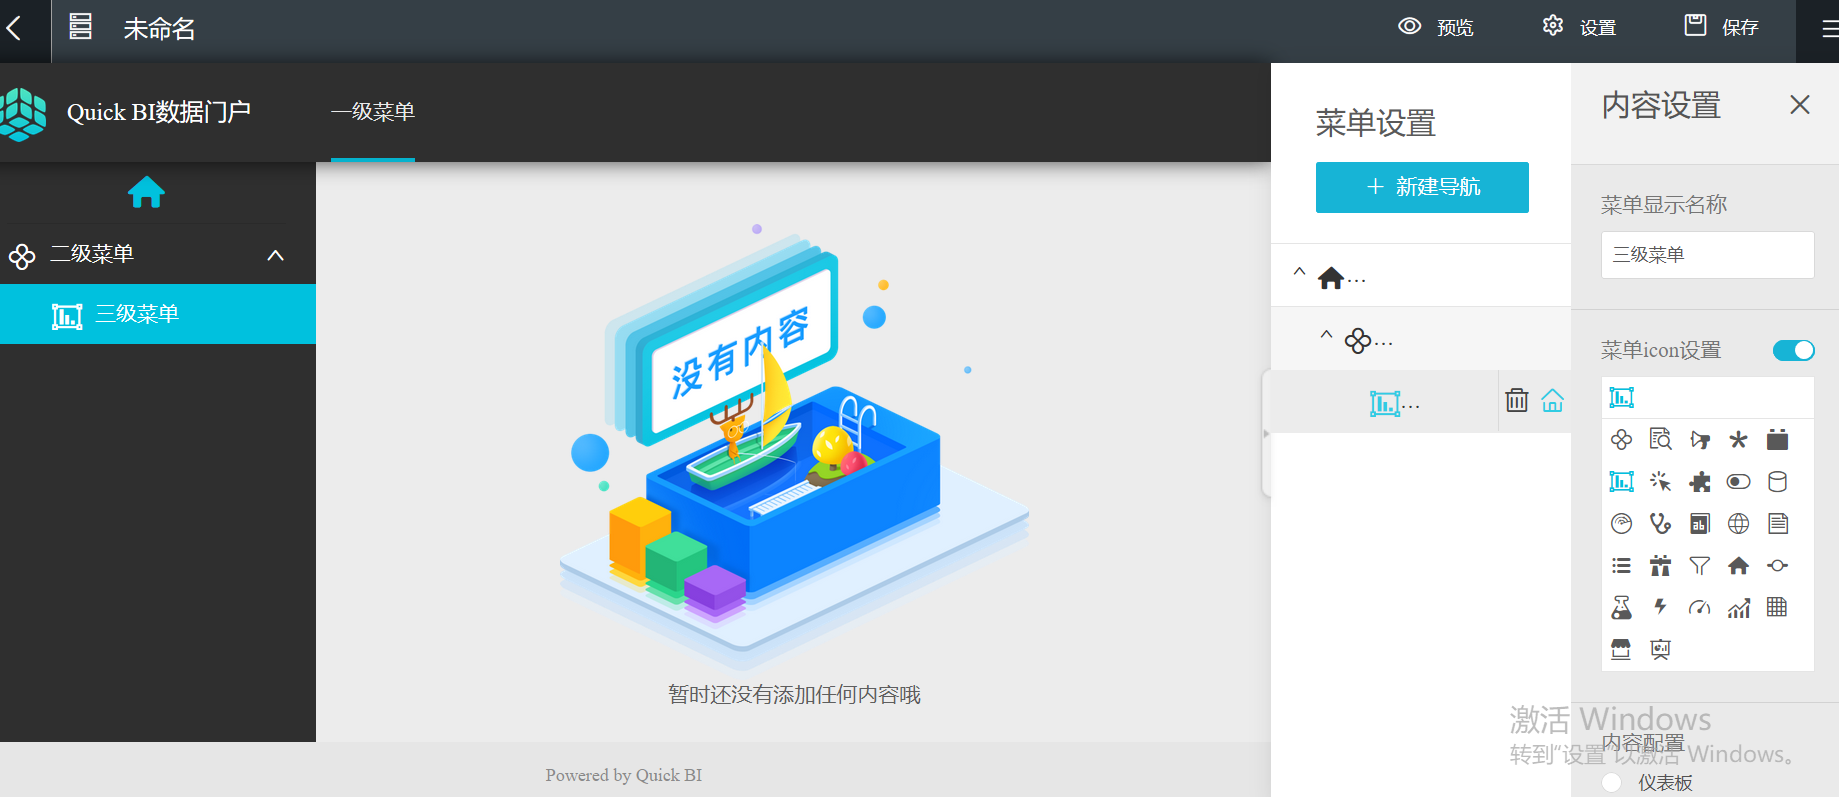 未命名
预览
设置
保存
Quick BI数据门户
一级菜单
二级菜单
三级菜单
没有内容
暂时还没有添加任何内容哦
Powered by Quick BI
菜单设置
+ 新建导航
...
...
...
内容设置
菜单显示名称
三级菜单
菜单icon设置
内容配置
仪表板
激活 Windows
转到"设置"以激活 Windows。